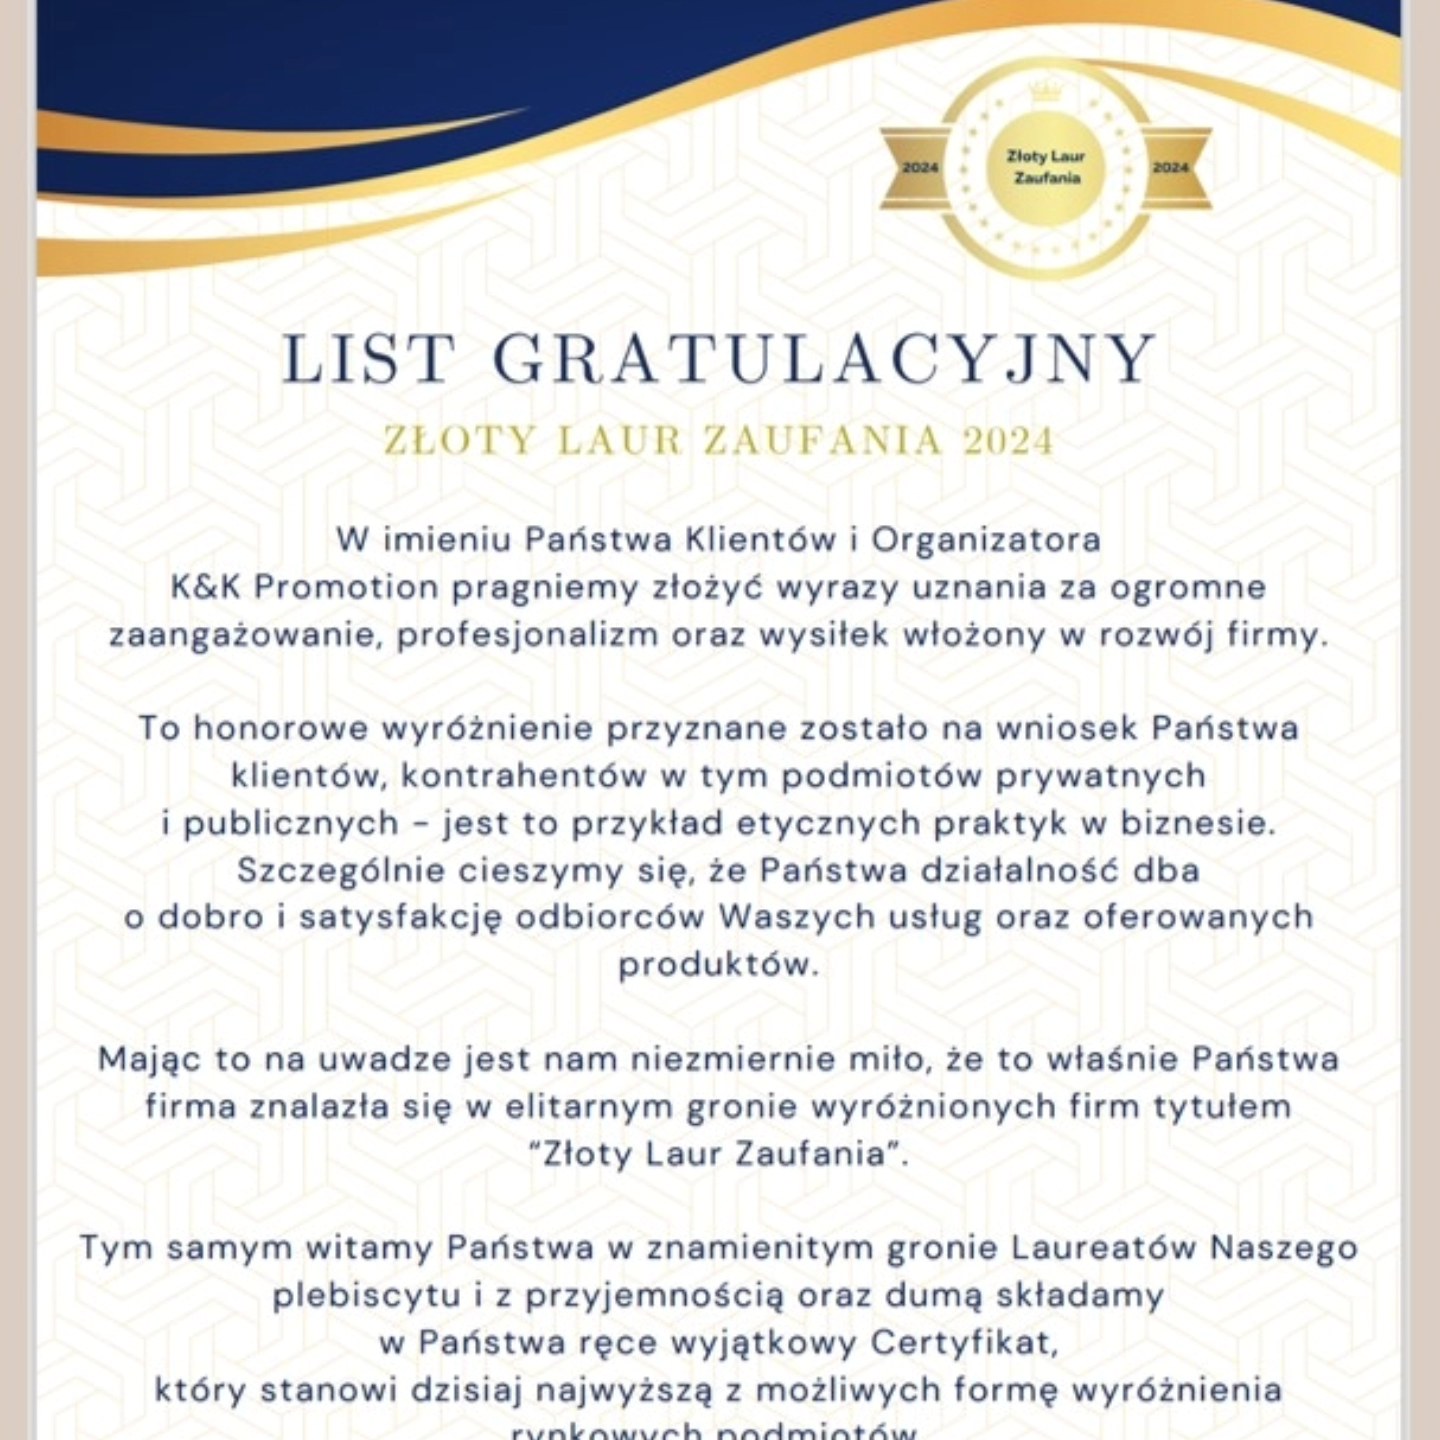 2024
Złoty Laur
Zaufania
2024
LIST GRATULACYJNY
ZŁOTY LAUR ZAUFANIA 2024
W imieniu Państwa Klientów i Organizatora
K&K Promotion pragniemy złożyć wyrazy uznania za ogromne
zaangażowanie, profesjonalizm oraz wysiłek włożony w rozwój firmy.
To honorowe wyróżnienie przyznane zostało na wniosek Państwa
klientów, kontrahentów w tym podmiotów prywatnych
i publicznych - jest to przykład etycznych praktyk w biznesie.
Szczególnie cieszymy się, że Państwa działalność dba
o dobro i satysfakcję odbiorców Waszych usług oraz oferowanych
produktów.
Mając to na uwadze jest nam niezmiernie miło, że to właśnie Państwa
firma znalazła się w elitarnym gronie wyróżnionych firm tytułem
“Złoty Laur Zaufania”.
Tym samym witamy Państwa w znamienitym gronie Laureatów Naszego
plebiscytu i z przyjemnością oraz dumą składamy
w Państwa ręce wyjątkowy Certyfikat,
który stanowi dzisiaj najwyższą z możliwych formę wyróżnienia
rynkowych podmiotów